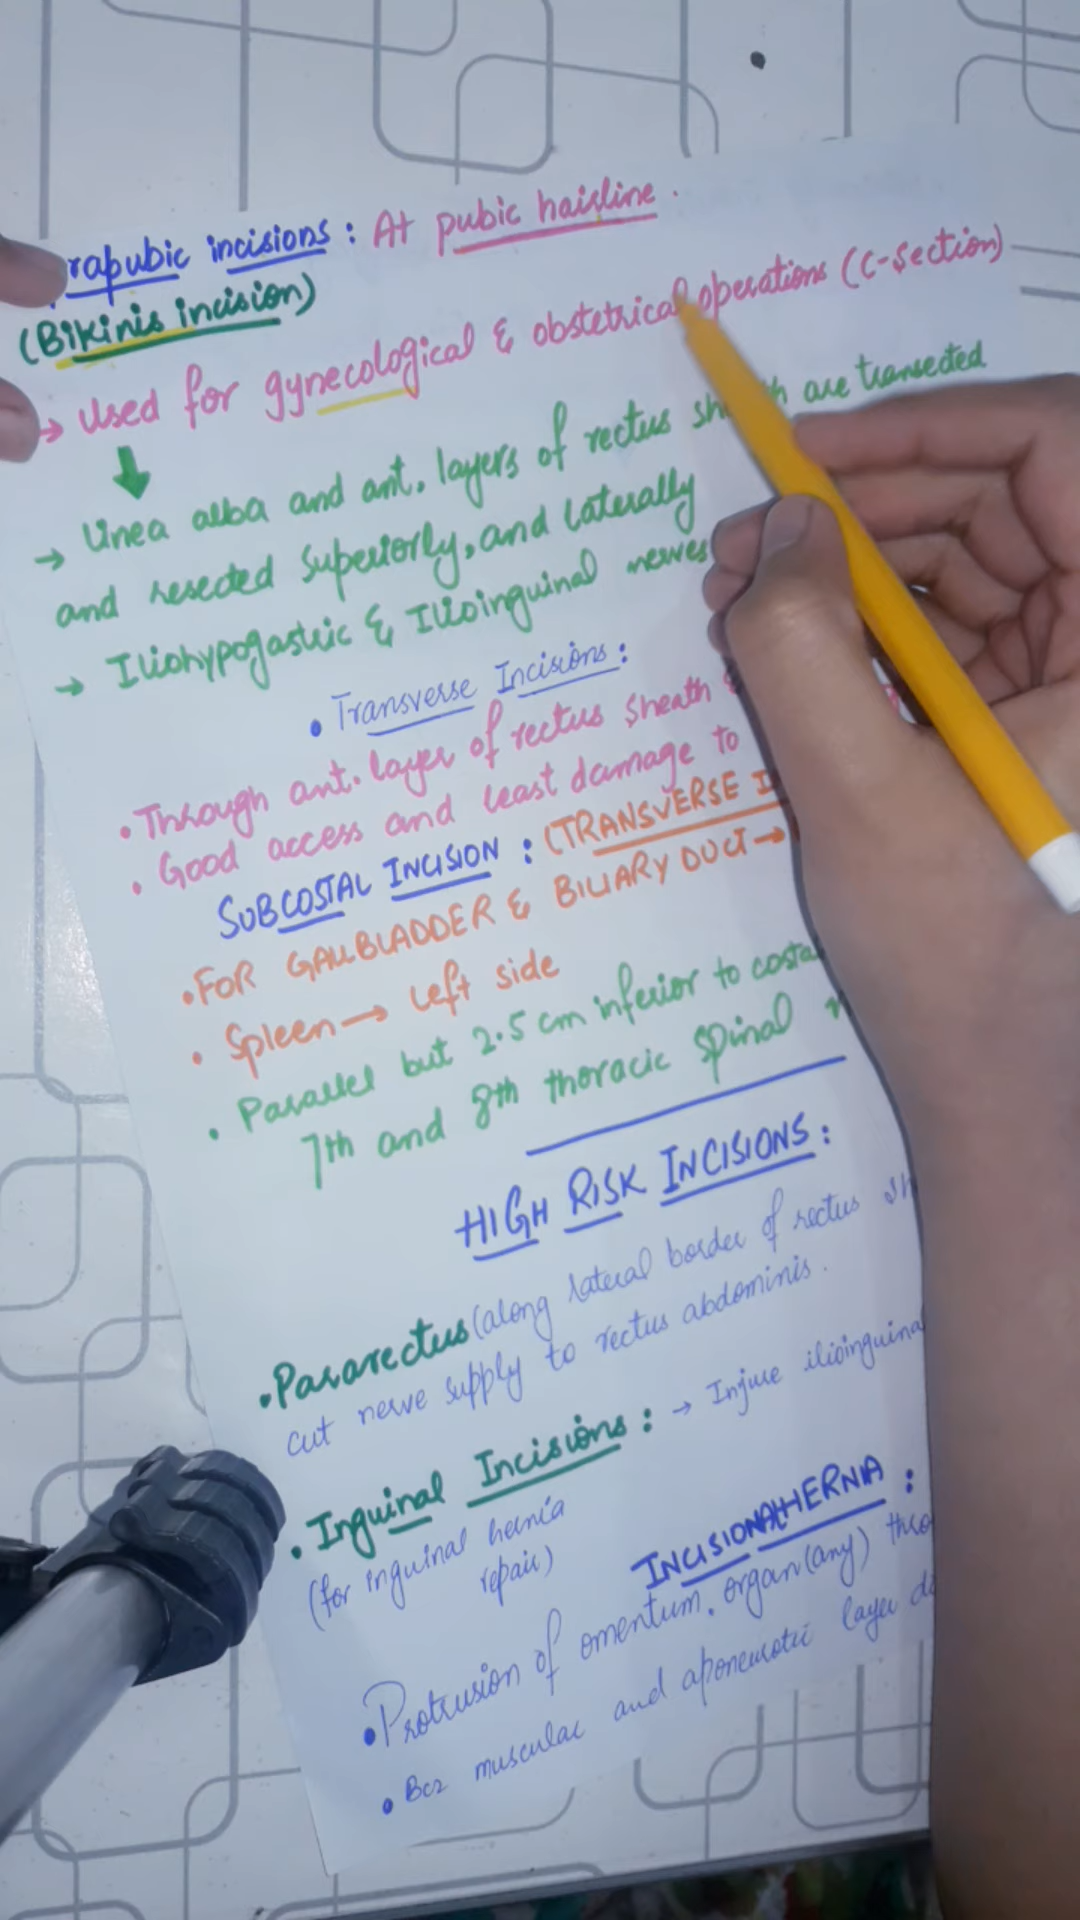 rapubic incisions : At pubic hairline .
(Bikinis incision)
→ Used for gynecological & obstetrical operations (C-section)
→ Linea alba and ant. layers of rectus sh th are transected
and resected superiorly, and laterally
→ Iliohypogastric & Ilioinguinal nerves
• Transverse Incisions :
• Through ant. layer of rectus sheath
• Good access and least damage to
SUBCOSTAL INCISION : (TRANSVERSE I
• FOR GALLBLADDER & BILIARY DUCT →
• Spleen → left side
• Parallel but 2.5 cm inferior to costa
7th and 8th thoracic spinal
HIGH RISK INCISIONS :
• Pararectus (along lateral border of rectus sh
cut nerve supply to rectus abdominis .
• Inguinal Incisions : → Injure ilioinguina
(for inguinal hernia
repair)
INCISIONAL HERNIA :
• Protrusion of omentum, organ (any) thro
• Bcz muscular and aponeurotic layer d